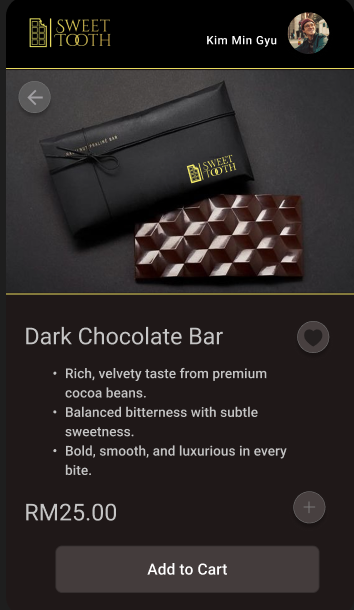 SWEET
TOOTH
Kim Min Gyu
PRALINE BAR
SWEET
TOOTH
Dark Chocolate Bar
• Rich, velvety taste from premium
cocoa beans.
• Balanced bitterness with subtle
sweetness.
• Bold, smooth, and luxurious in every
bite.
RM25.00
+
Add to Cart